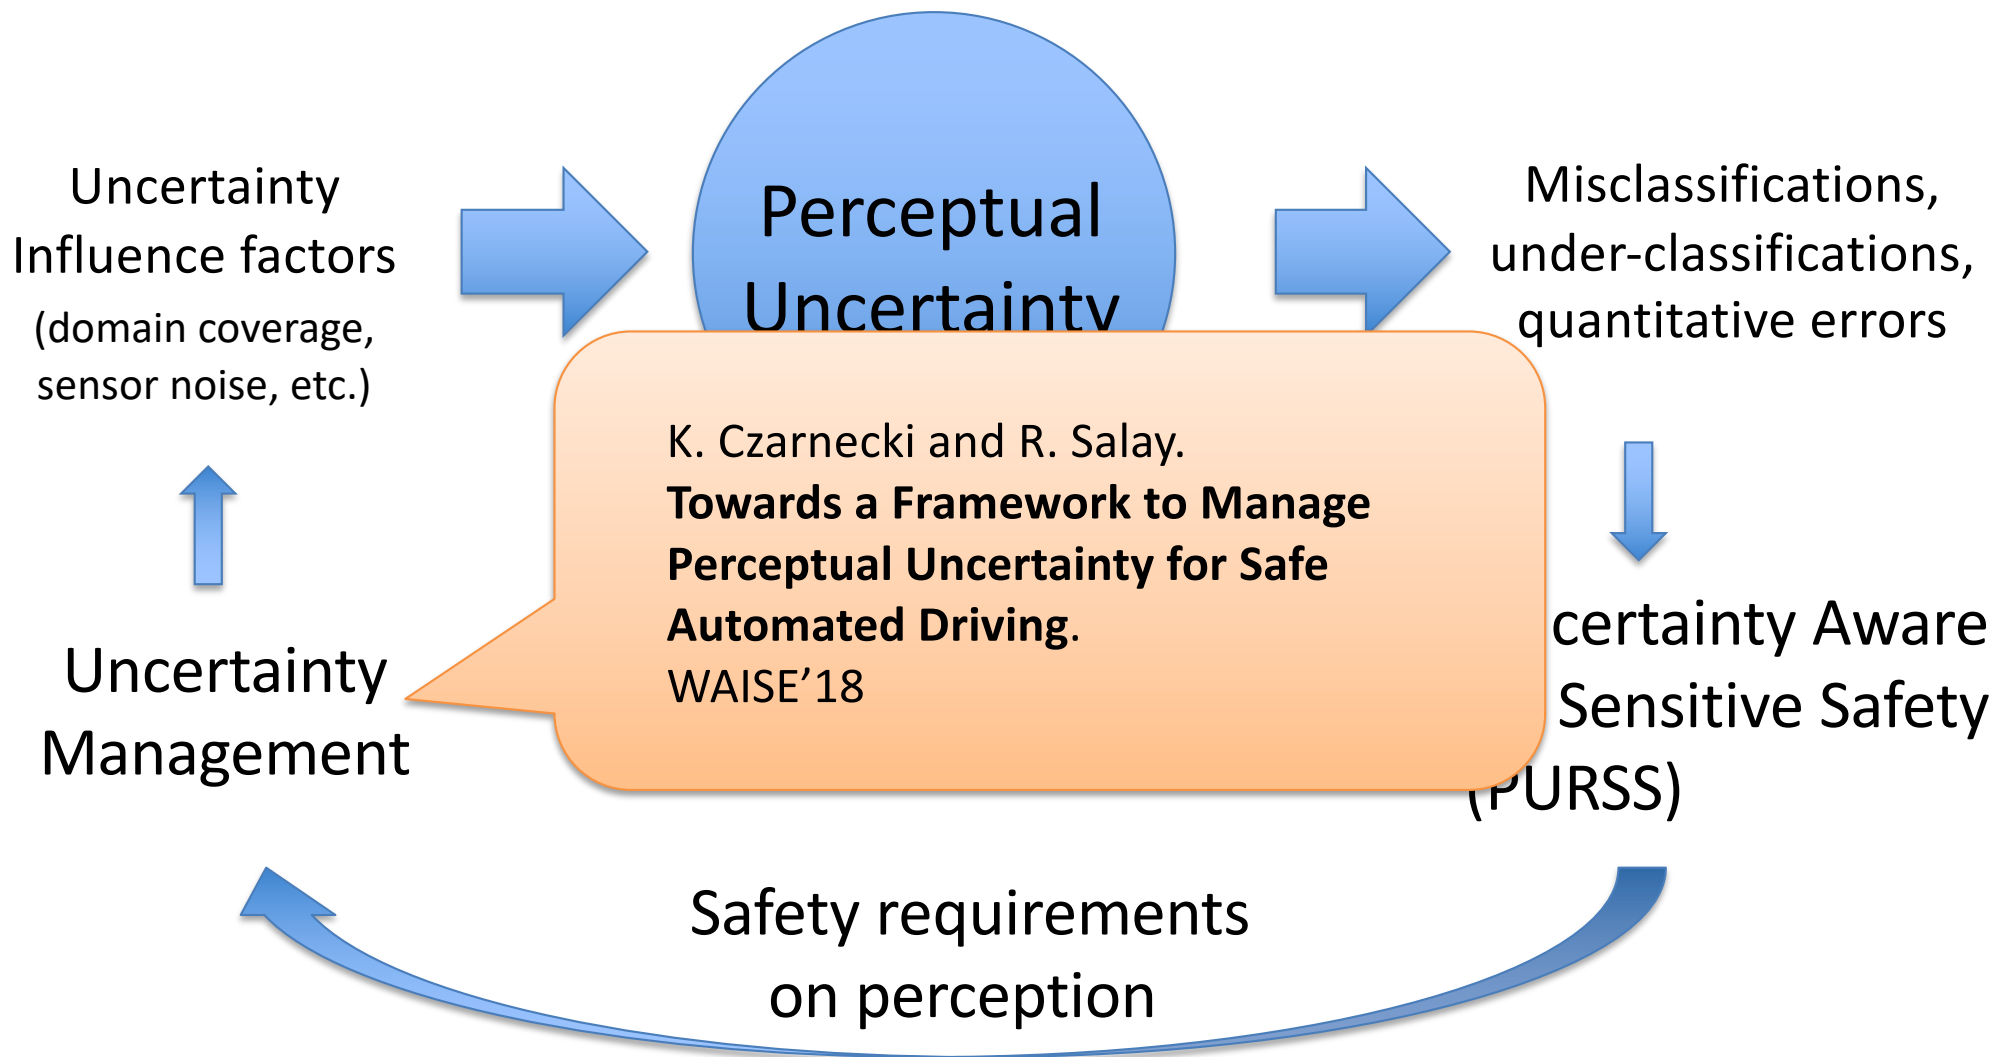 Uncertainty
Influence factors
(domain coverage,
sensor noise, etc.)
Perceptual
Uncertainty
Misclassifications,
under-classifications,
quantitative errors
K. Czarnecki and R. Salay.
Towards a Framework to Manage
Perceptual Uncertainty for Safe
Automated Driving.
WAISE’18
Uncertainty
Management
certainty Aware
Sensitive Safety
(PURSS)
Safety requirements
on perception